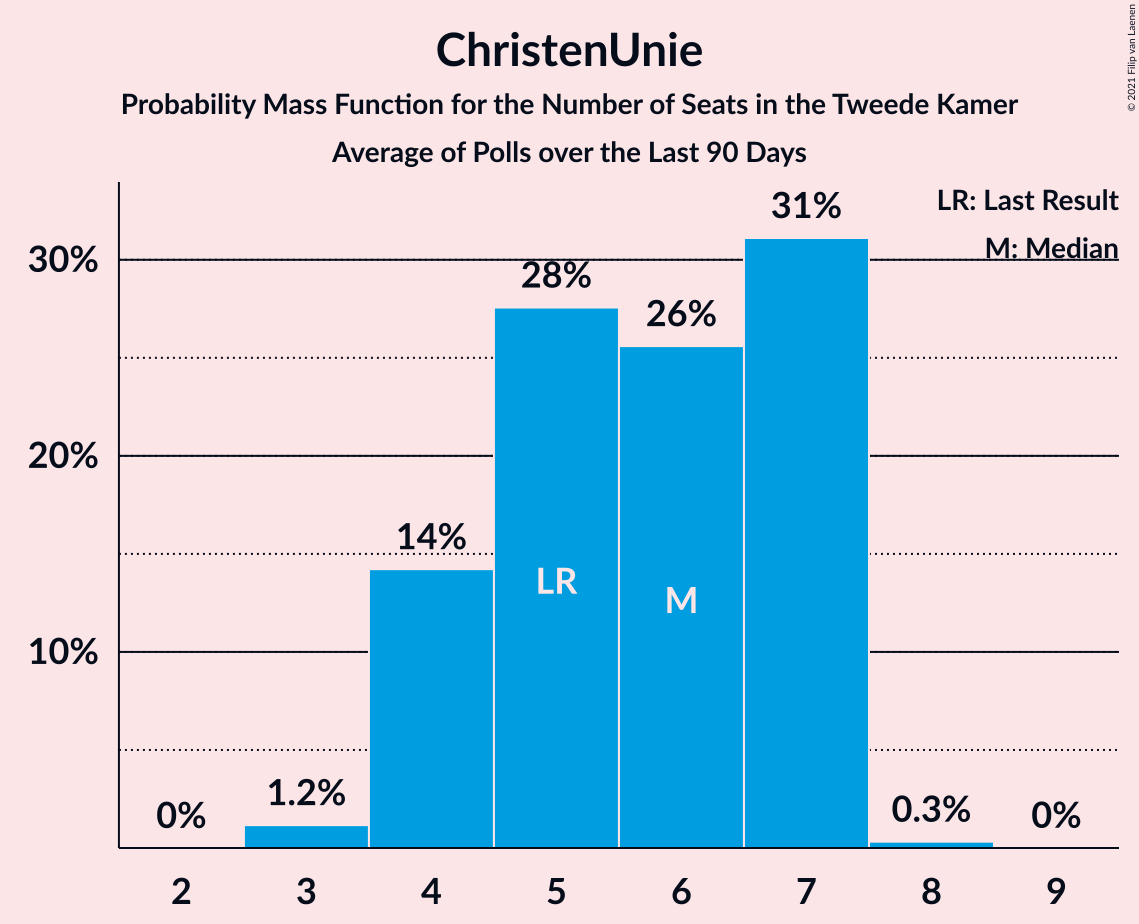 ChristenUnie
Probability Mass Function for the Number of Seats in the Tweede Kamer
Average of Polls over the Last 90 Days
© 2021 Filip van Laenen
LR: Last Result
M: Median
30%
20%
10%
0%
1.2%
14%
28%
26%
31%
0.3%
0%
LR
M
2
3
4
5
6
7
8
9